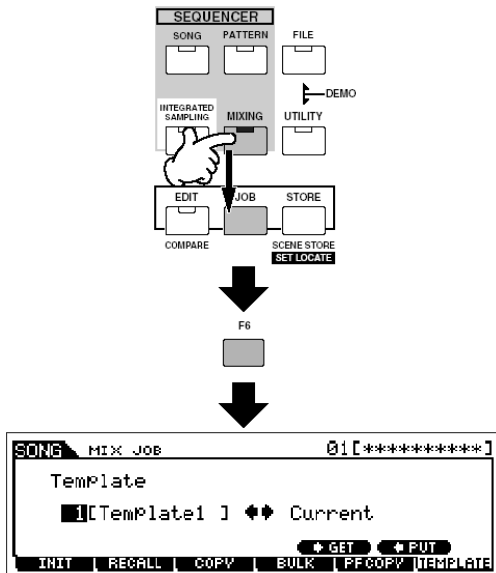 SEQUENCER
SONG PATTERN FILE
DEMO
INTEGRATED
SAMPLING MIXING UTILITY
EDIT JOB STORE
COMPARE SCENE STORE
SET LOCATE
F6
SONG MIX JOB 01[**********]
Template
1[Template1 ] Current
GET PUT
INIT RECALL COPY BULK PFCOPY TEMPLATE